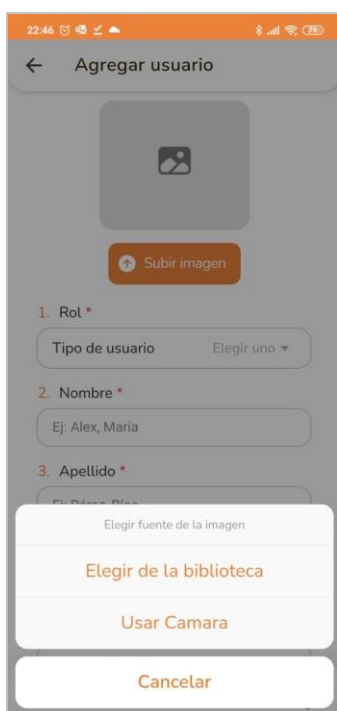 22:46
Agregar usuario
Subir imagen
1. Rol *
Tipo de usuario Elegir uno
2. Nombre *
Ej: Alex, María
3. Apellido *
Elegir fuente de la imagen
Elegir de la biblioteca
Usar Camara
Cancelar